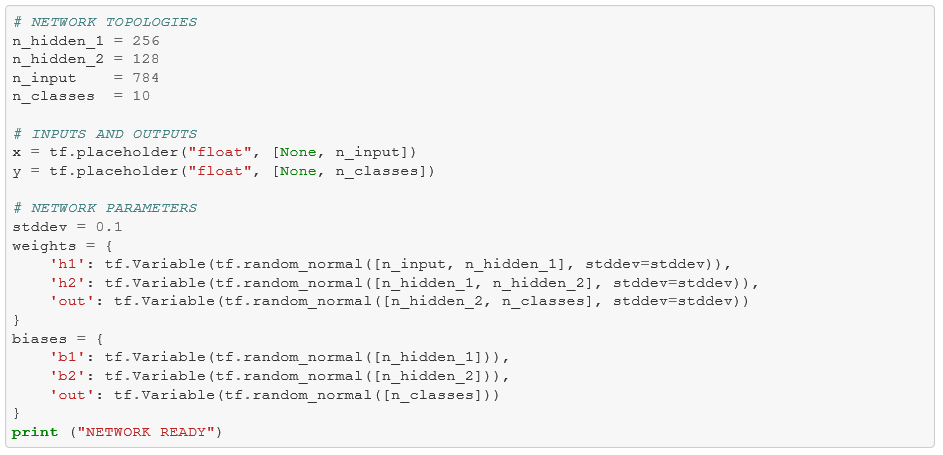 # NETWORK TOPOLOGIES
n_hidden_1 = 256
n_hidden_2 = 128
n_input    = 784
n_classes  = 10

# INPUTS AND OUTPUTS
x = tf.placeholder("float", [None, n_input])
y = tf.placeholder("float", [None, n_classes])

# NETWORK PARAMETERS
stddev = 0.1
weights = {
    'h1': tf.Variable(tf.random_normal([n_input, n_hidden_1], stddev=stddev)),
    'h2': tf.Variable(tf.random_normal([n_hidden_1, n_hidden_2], stddev=stddev)),
    'out': tf.Variable(tf.random_normal([n_hidden_2, n_classes], stddev=stddev))
}
biases = {
    'b1': tf.Variable(tf.random_normal([n_hidden_1])),
    'b2': tf.Variable(tf.random_normal([n_hidden_2])),
    'out': tf.Variable(tf.random_normal([n_classes]))
}
print ("NETWORK READY")